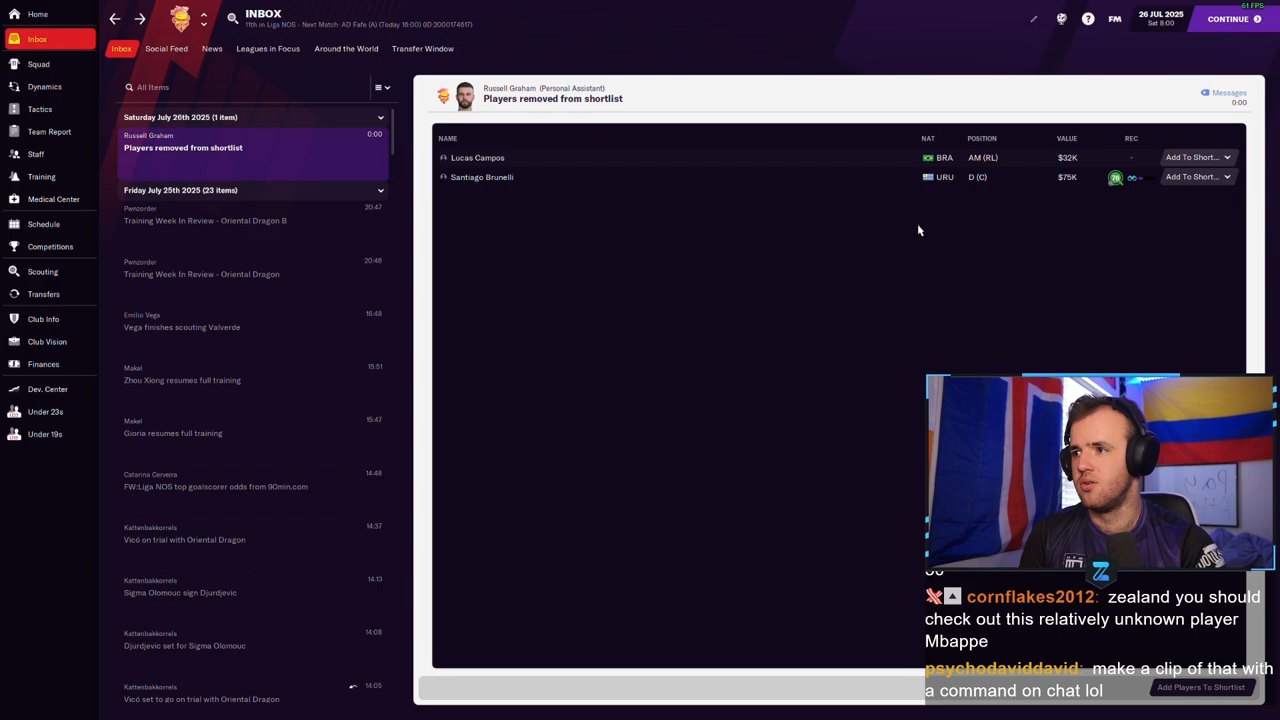 61 FPS
Home
INBOX
11th in Liga NOS - Next Match: AD Fafe (A) (Today 16:00) (ID:2000174617)
FM
26 JUL 2025
Sat 8:00
CONTINUE
Inbox
Inbox
Social Feed
News
Leagues in Focus
Around the World
Transfer Window
Squad
Dynamics
Tactics
Team Report
Staff
Training
Medical Center
Schedule
Competitions
Scouting
Transfers
Club Info
Club Vision
Finances
Dev. Center
Under 23s
Under 19s
All Items
Saturday July 26th 2025 (1 item)
Russell Graham 0:00
Players removed from shortlist
Friday July 25th 2025 (23 items)
Pwnzorder 20:47
Training Week In Review - Oriental Dragon B
Pwnzorder 20:46
Training Week In Review - Oriental Dragon
Emilio Vega 16:48
Vega finishes scouting Valverde
Makel 15:51
Zhou Xiong resumes full training
Makel 15:47
Gioria resumes full training
Catarina Cerveira 14:48
FW:Liga NOS top goalscorer odds from 90min.com
Kattenbakkorrels 14:37
Vicó on trial with Oriental Dragon
Kattenbakkorrels 14:13
Sigma Olomouc sign Djurdjevic
Kattenbakkorrels 14:08
Djurdjevic set for Sigma Olomouc
Kattenbakkorrels 14:05
Vicó set to go on trial with Oriental Dragon
Russell Graham (Personal Assistant)
Players removed from shortlist
Messages
0:00
NAME NAT POSITION VALUE REC
Lucas Campos BRA AM (RL) $32K - Add To Short...
Santiago Brunelli URU D (C) $75K 76 Add To Short...
cornflakes2012: zealand you should
check out this relatively unknown player
Mbappe
psychodaviddavid: make a clip of that with
a command on chat lol
Add Players To Shortlist